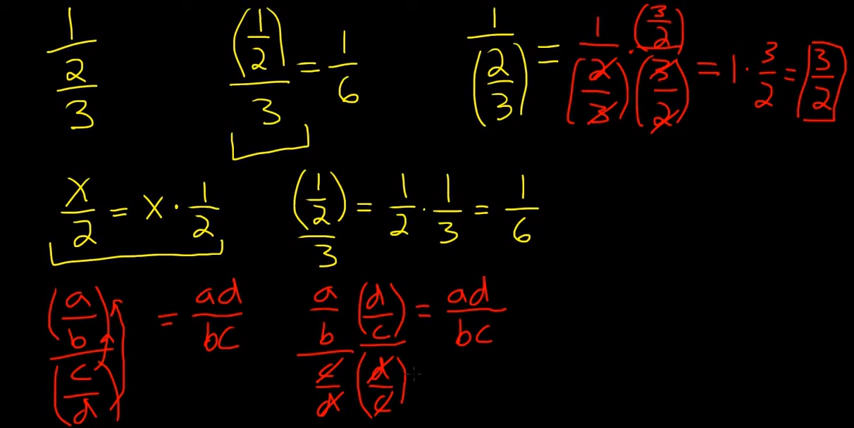 1/2/3    (1/2)/3 = 1/6    1/(2/3) = 1/(2/3) · (3/2)/(3/2) = 1 · 3/2 = 3/2
x/2 = x · 1/2    (1/2)/3 = 1/2 · 1/3 = 1/6
(a/b)/(c/d) = ad/bc    a/b (d/c) / c/d (d/c) = ad/bc